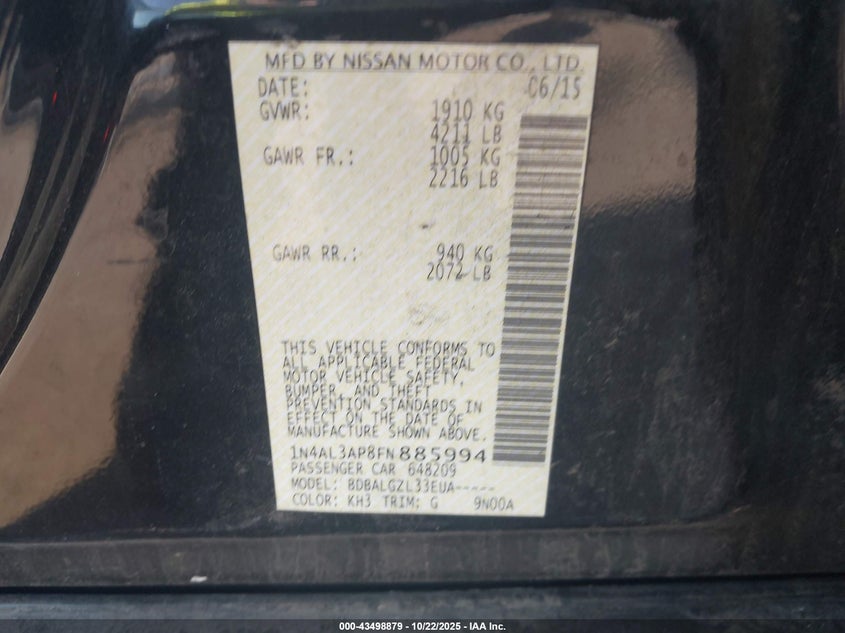 MFD BY NISSAN MOTOR CO., LTD.
DATE: 06/15
GVWR: 1910 KG
4211 LB
GAWR FR.: 1005 KG
2216 LB
GAWR RR.: 940 KG
2072 LB
THIS VEHICLE CONFORMS TO
ALL APPLICABLE FEDERAL
MOTOR VEHICLE SAFETY,
BUMPER, AND THEFT
PREVENTION STANDARDS IN
EFFECT ON THE DATE OF
MANUFACTURE SHOWN ABOVE.
1N4AL3AP8FN885994
PASSENGER CAR 648209
MODEL: BDBALGZL33EUA-----
COLOR: KH3 TRIM: G 9N00A
000-43498879 - 10/22/2025 - IAA Inc.